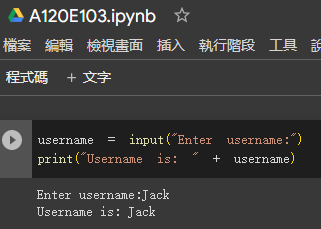 A120E103.ipynb
檔案 編輯 檢視畫面 插入 執行階段 工具
程式碼 + 文字
username = input("Enter username:")
print("Username is: " + username)
Enter username:Jack
Username is: Jack